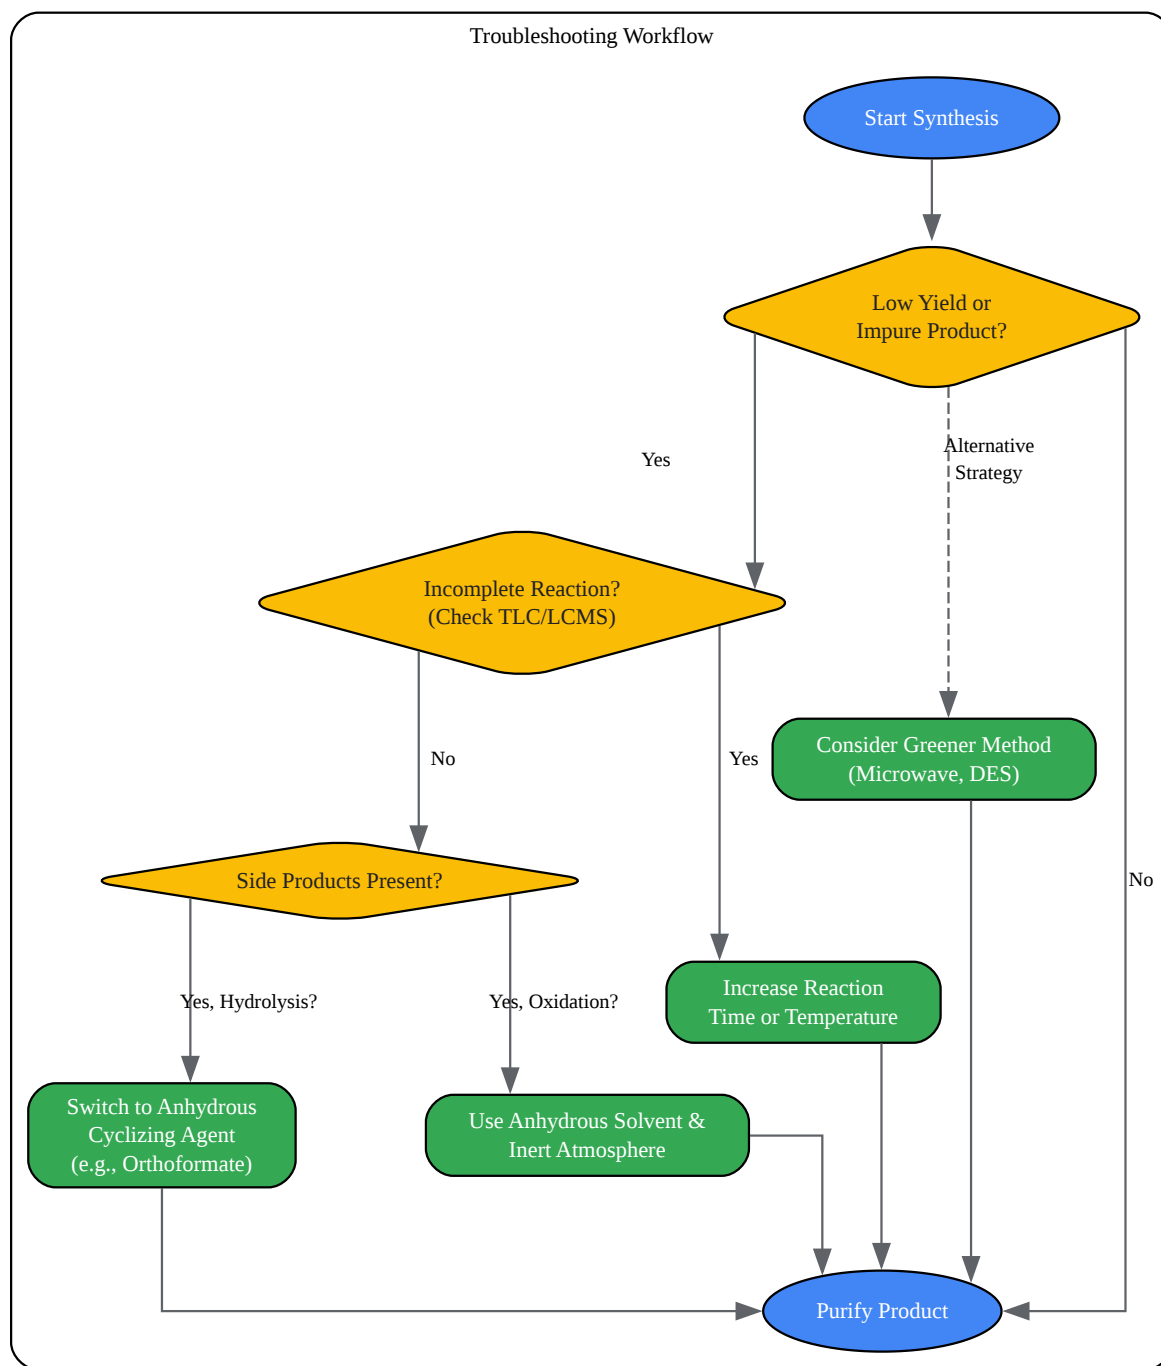 Troubleshooting Workflow
Start Synthesis
Low Yield or
Impure Product?
Yes
Alternative
Strategy
Incomplete Reaction?
(Check TLC/LCMS)
No
Yes
Consider Greener Method
(Microwave, DES)
Side Products Present?
No
Yes, Hydrolysis?
Yes, Oxidation?
Increase Reaction
Time or Temperature
Switch to Anhydrous
Cyclizing Agent
(e.g., Orthoformate)
Use Anhydrous Solvent &
Inert Atmosphere
Purify Product